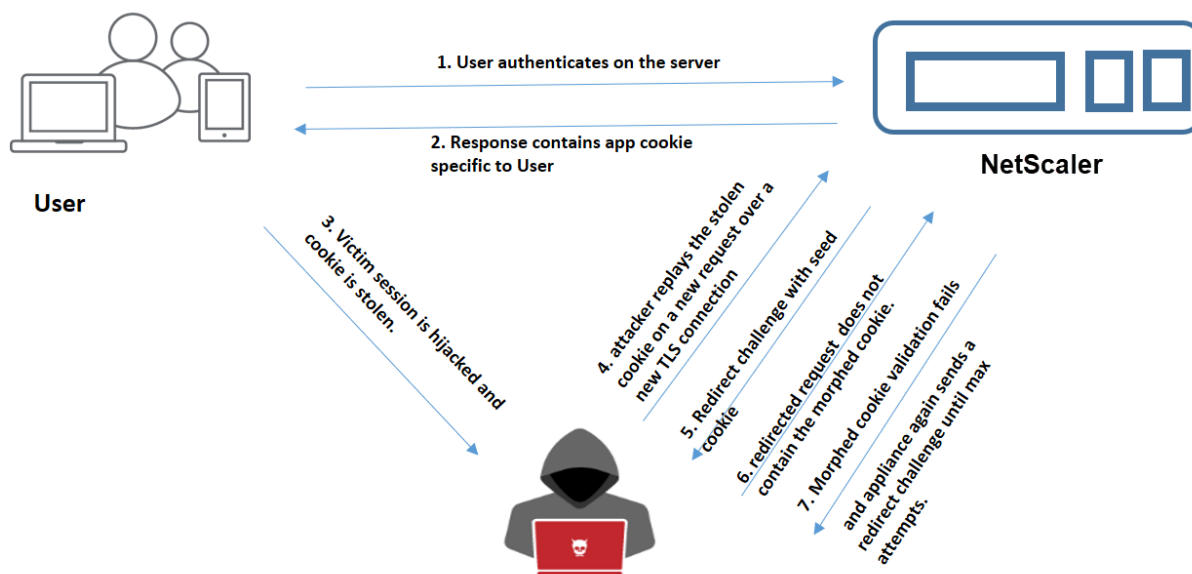 1. User authenticates on the server
2. Response contains app cookie
specific to User
NetScaler
User
3. Victim session is hijacked and
cookie is stolen.
4. attacker replays the stolen
cookie on a new request over a
new TLS connection
5. Redirect challenge with seed
cookie
6. redirected request does not
contain the morphed cookie.
7. Morphed cookie validation fails
and appliance again sends a
redirect challenge until max
attempts.